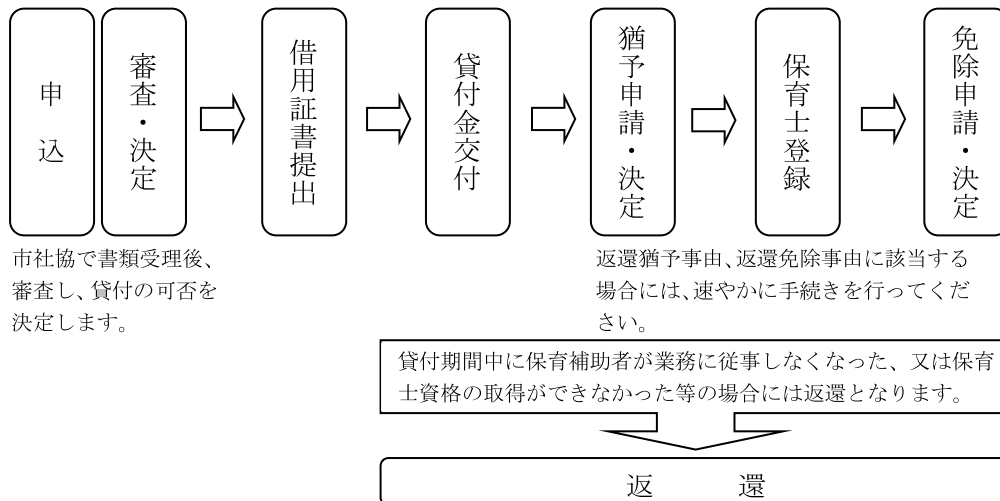 申込
審査・決定
借用証書提出
貸付金交付
猶予申請・決定
保育士登録
免除申請・決定
市社協で書類受理後、
審査し、貸付の可否を
決定します。
返還猶予事由、返還免除事由に該当する
場合には、速やかに手続きを行ってくだ
さい。
貸付期間中に保育補助者が業務に従事しなくなった、又は保育
士資格の取得ができなかった等の場合には返還となります。
返　還